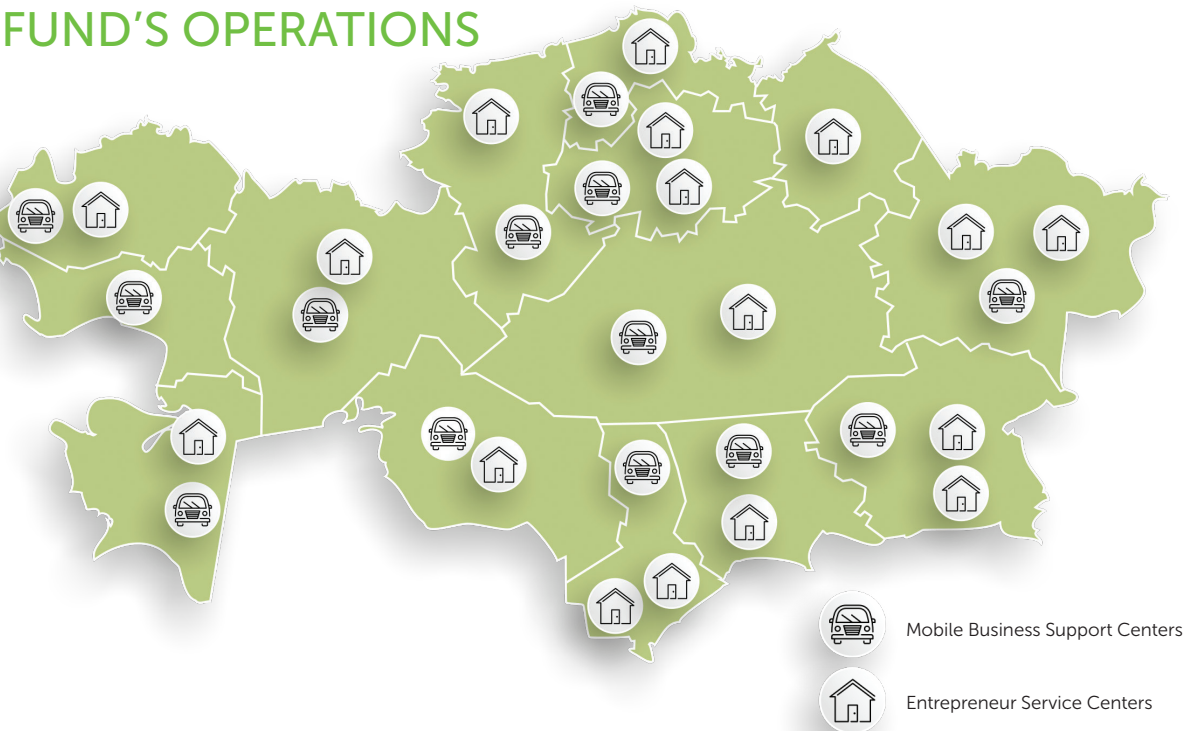 FUND'S OPERATIONS
Mobile Business Support Centers
Entrepreneur Service Centers